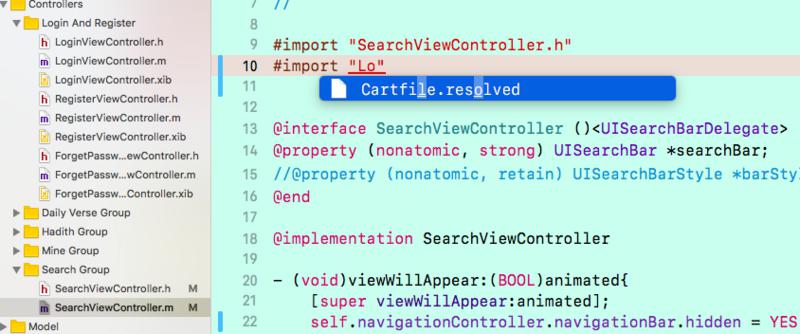 Controllers
Login And Register
LoginViewController.h
LoginViewController.m
LoginViewController.xib
RegisterViewController.h
RegisterViewController.m
RegisterViewController.xib
ForgetPassw...ewController.h
ForgetPassw...wController.m
ForgetPassw...Controller.xib
Daily Verse Group
Hadith Group
Mine Group
Search Group
SearchViewController.h M
SearchViewController.m M
Model
7 //
8
9 #import "SearchViewController.h"
10 #import "Lo"
11
Cartfile.resolved
12
13 @interface SearchViewController ()<UISearchBarDelegate>
14 @property (nonatomic, strong) UISearchBar *searchBar;
15 //@property (nonatomic, retain) UISearchBarStyle *barSty
16 @end
17
18 @implementation SearchViewController
19
20 - (void)viewWillAppear:(BOOL)animated{
21 [super viewWillAppear:animated];
22 self.navigationController.navigationBar.hidden = YES